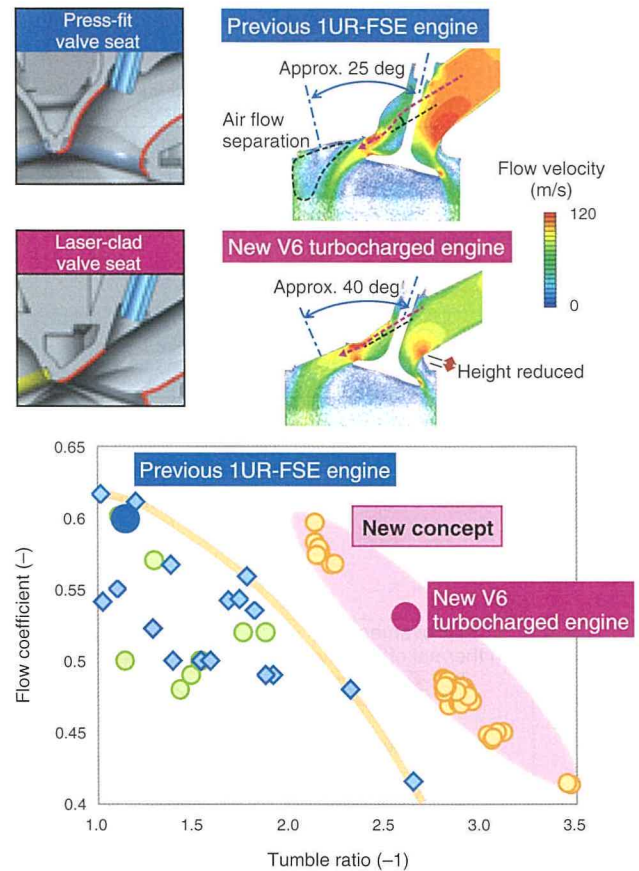 Press-fit
valve seat
Previous 1UR-FSE engine
Approx. 25 deg
Air flow
separation
Flow velocity
(m/s)
120
0
Laser-clad
valve seat
New V6 turbocharged engine
Approx. 40 deg
Height reduced
0.65
0.6
0.55
0.5
0.45
0.4
Flow coefficient (–)
Previous 1UR-FSE engine
New concept
New V6
turbocharged engine
1.0 1.5 2.0 2.5 3.0 3.5
Tumble ratio (–1)